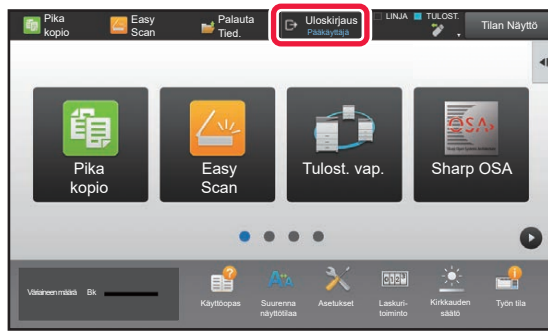 Pika
kopio
Easy
Scan
Palauta
Tied.
Uloskirjaus
Pääkäyttäjä
LINJA
TULOST.
Tilan Näyttö
Pika
kopio
Easy
Scan
Tulost. vap.
OSA
Sharp OSA
Väriaineen määrä Bk
Käyttöopas
Suurenna
näyttötilaa
Asetukset
Laskuri-
toiminto
Kirkkauden
säätö
Työn tila